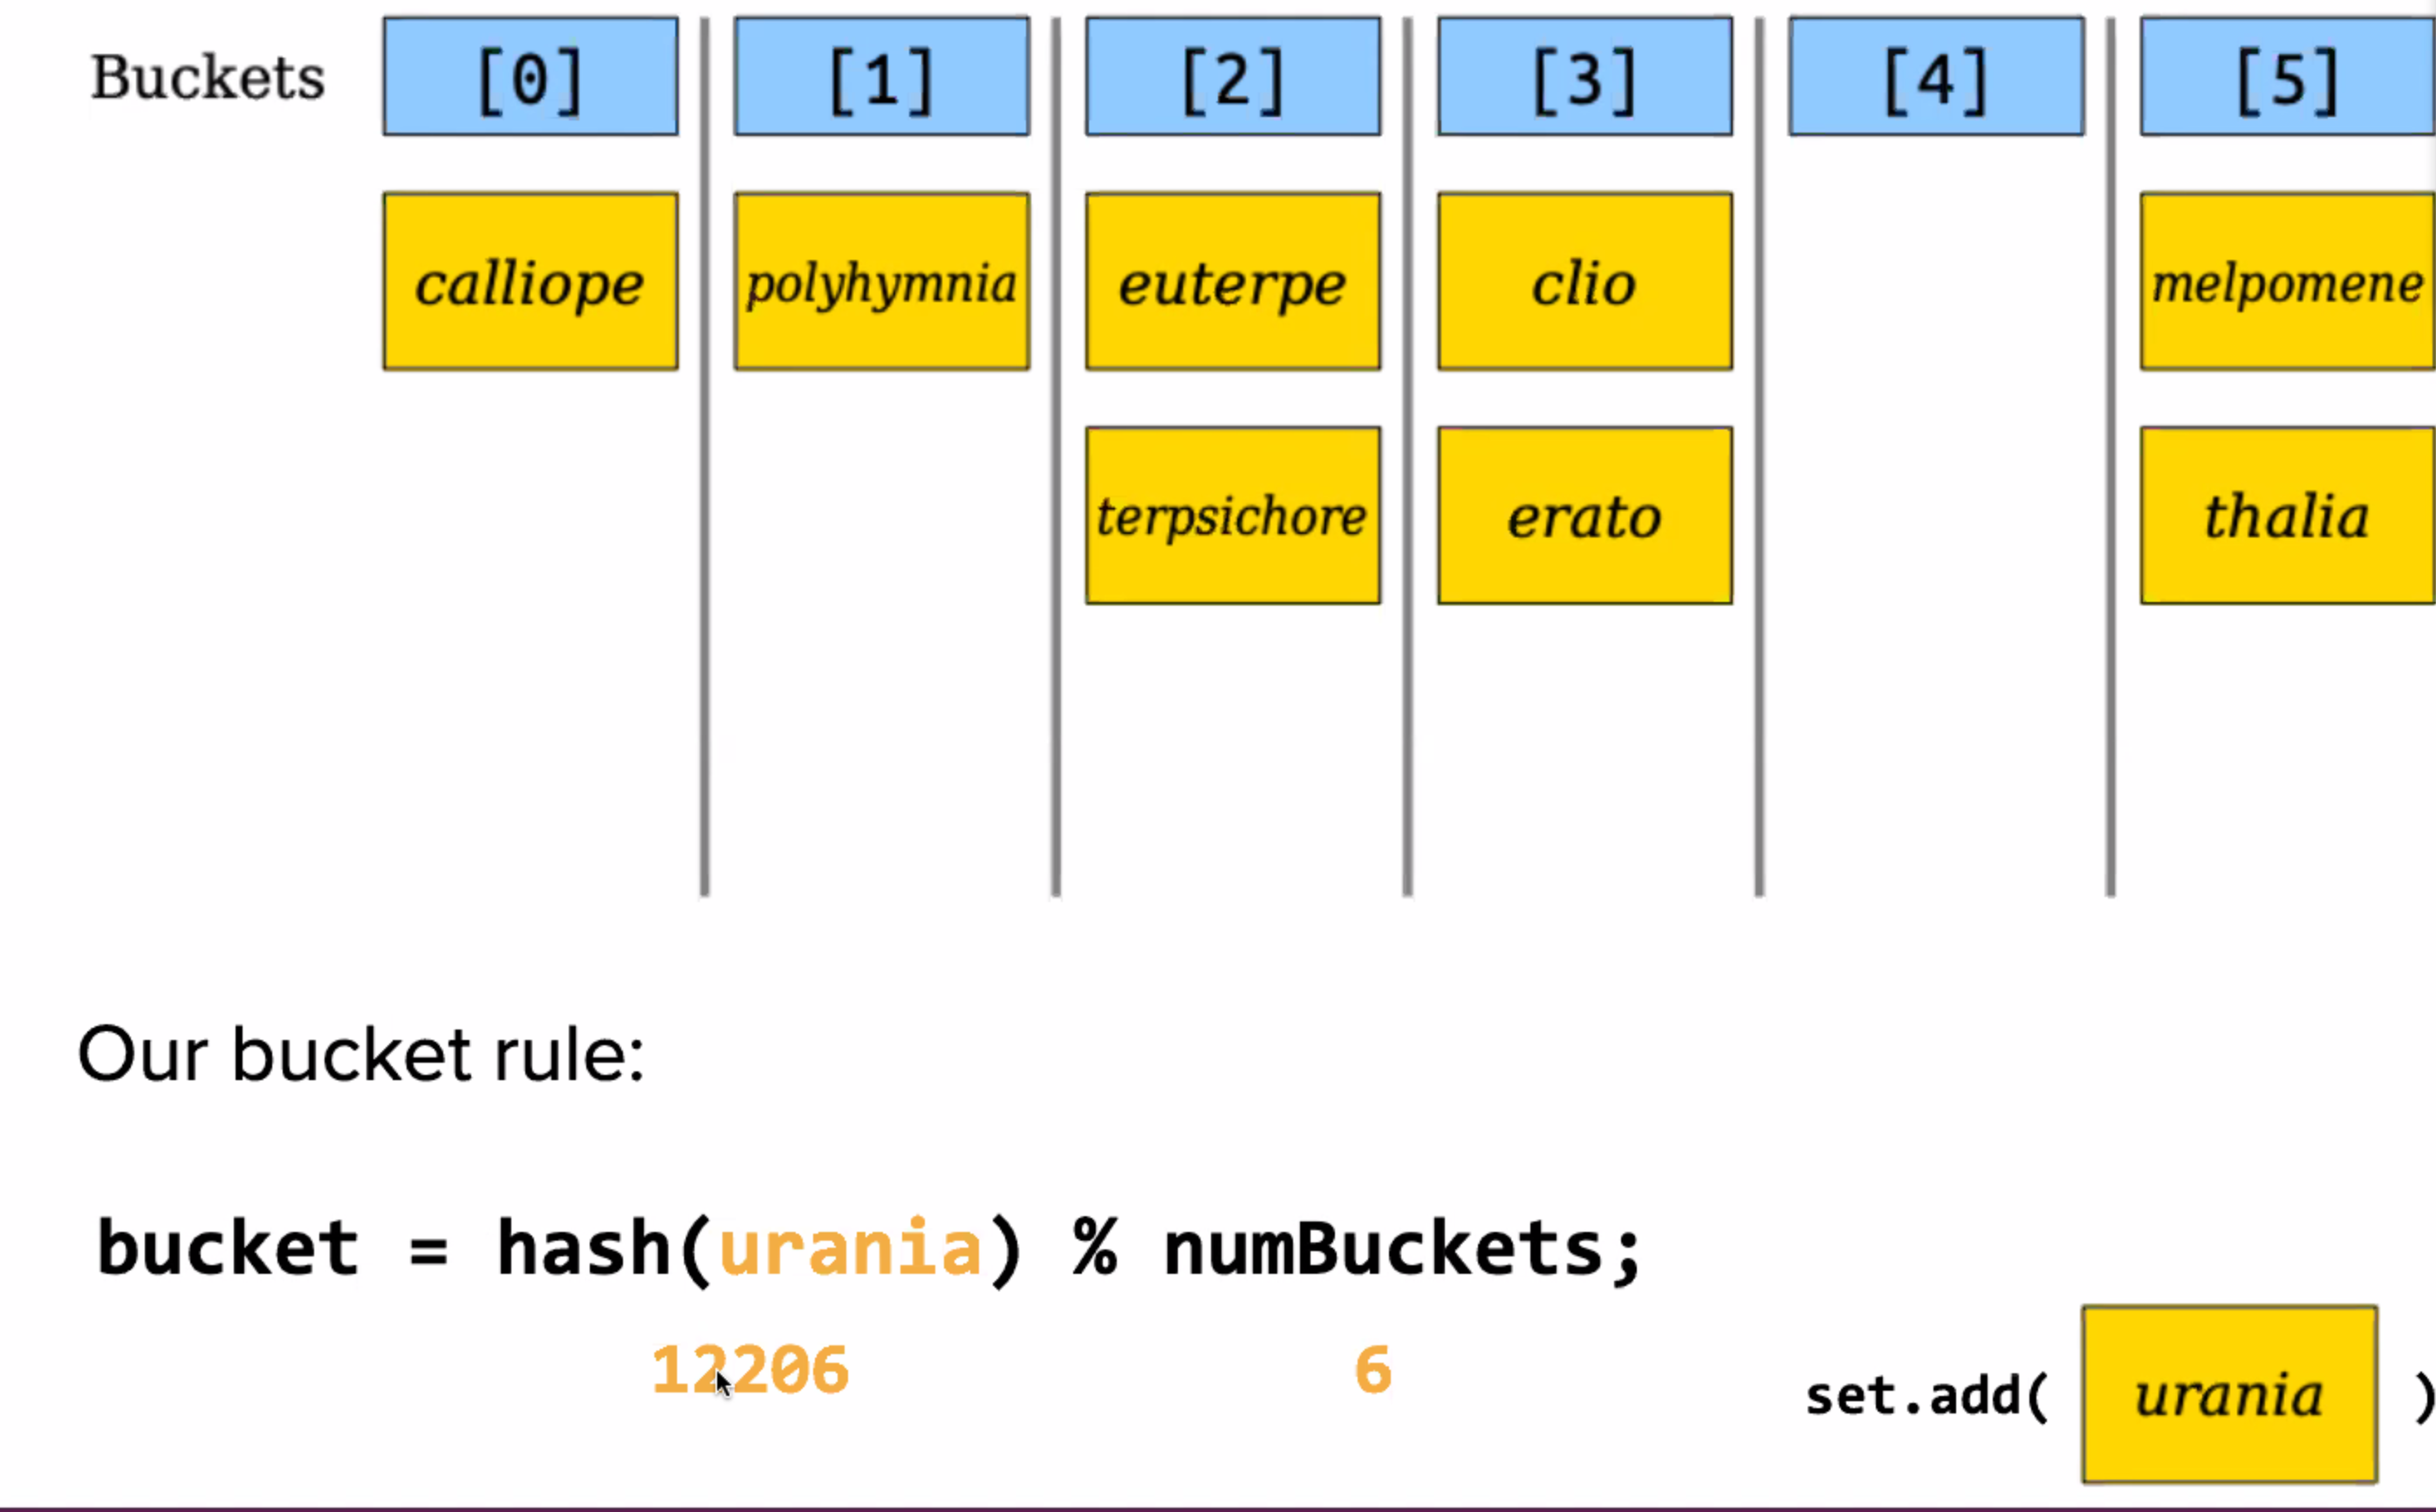 Buckets [0] [1] [2] [3] [4] [5]
calliope polyhymnia euterpe clio melpomene
terpsichore erato thalia
Our bucket rule:
bucket = hash(urania) % numBuckets;
12206 6
set.add( urania )